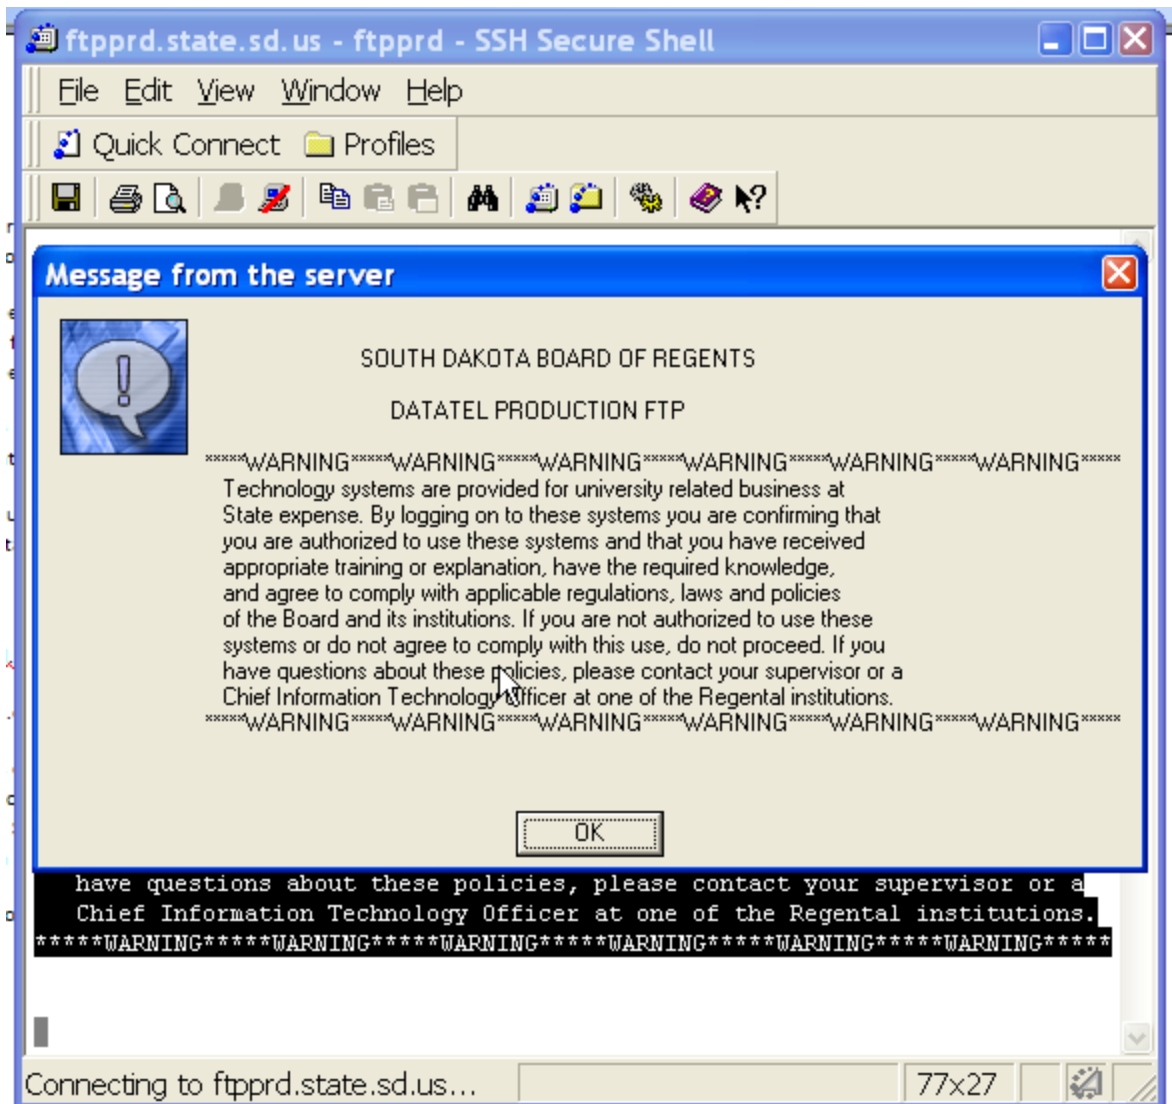 ftpprd.state.sd.us - ftpprd - SSH Secure Shell
File Edit View Window Help
Quick Connect Profiles
Message from the server
SOUTH DAKOTA BOARD OF REGENTS
DATATEL PRODUCTION FTP
*****WARNING*****WARNING*****WARNING*****WARNING*****WARNING*****WARNING*****
Technology systems are provided for university related business at
State expense. By logging on to these systems you are confirming that
you are authorized to use these systems and that you have received
appropriate training or explanation, have the required knowledge,
and agree to comply with applicable regulations, laws and policies
of the Board and its institutions. If you are not authorized to use these
systems or do not agree to comply with this use, do not proceed. If you
have questions about these policies, please contact your supervisor or a
Chief Information Technology Officer at one of the Regental institutions.
*****WARNING*****WARNING*****WARNING*****WARNING*****WARNING*****WARNING*****
OK
have questions about these policies, please contact your supervisor or a
Chief Information Technology Officer at one of the Regental institutions.
*****WARNING*****WARNING*****WARNING*****WARNING*****WARNING*****WARNING*****
Connecting to ftpprd.state.sd.us... 77x27